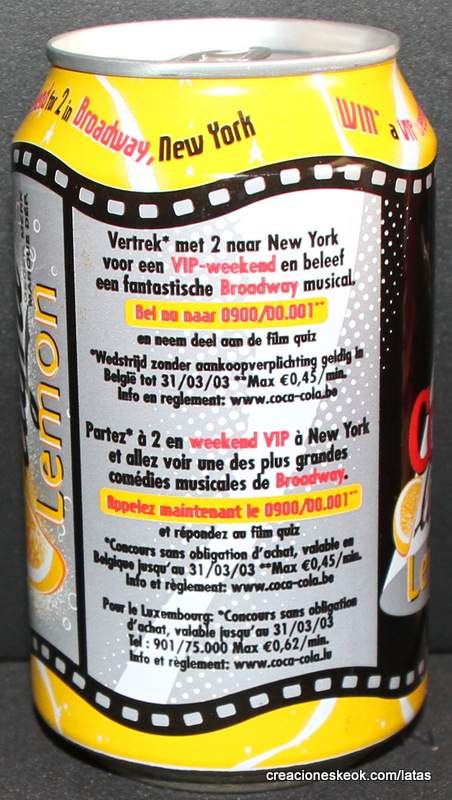 for 2 in Broadway, New York
WIN* a VIP
Lemon
Vertrek* met 2 naar New York
voor een VIP-weekend en beleef
een fantastische Broadway musical.
Bel nu naar 0900/00.001**
en neem deel aan de film quiz
*Wedstrijd zonder aankoopverplichting geldig in
België tot 31/03/03 **Max €0,45/min.
Info en reglement: www.coca-cola.be
Partez* à 2 en weekend VIP à New York
et allez voir une des plus grandes
comédies musicales de Broadway.
Appelez maintenant le 0900/00.001**
et répondez au film quiz
*Concours sans obligation d'achat, valable en
Belgique jusqu'au 31/03/03 **Max €0,45/min.
Info et règlement: www.coca-cola.be
Pour le Luxembourg: *Concours sans obligation
d'achat, valable jusqu'au 31/03/03
Tel : 901/75.000 Max €0,62/min.
Info et règlement: www.coca-cola.lu
creacioneskeok.com/latas